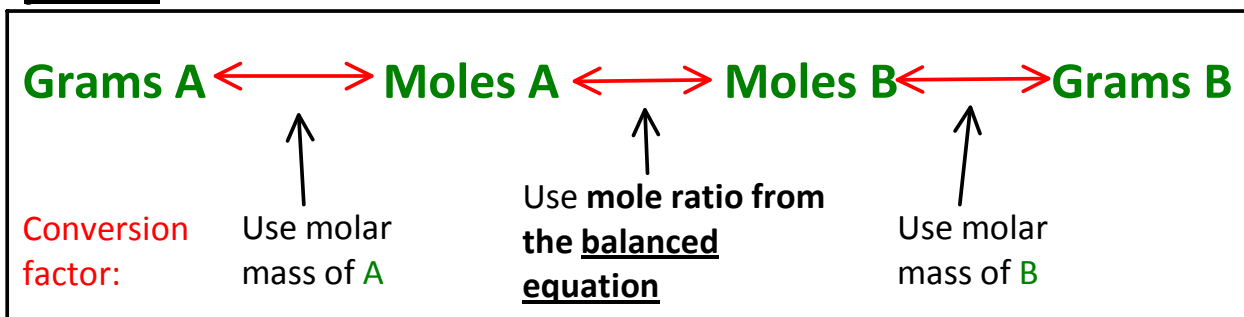 Grams A Moles A Moles B Grams B
Conversion
factor:
Use molar
mass of A
Use mole ratio from
the balanced
equation
Use molar
mass of B